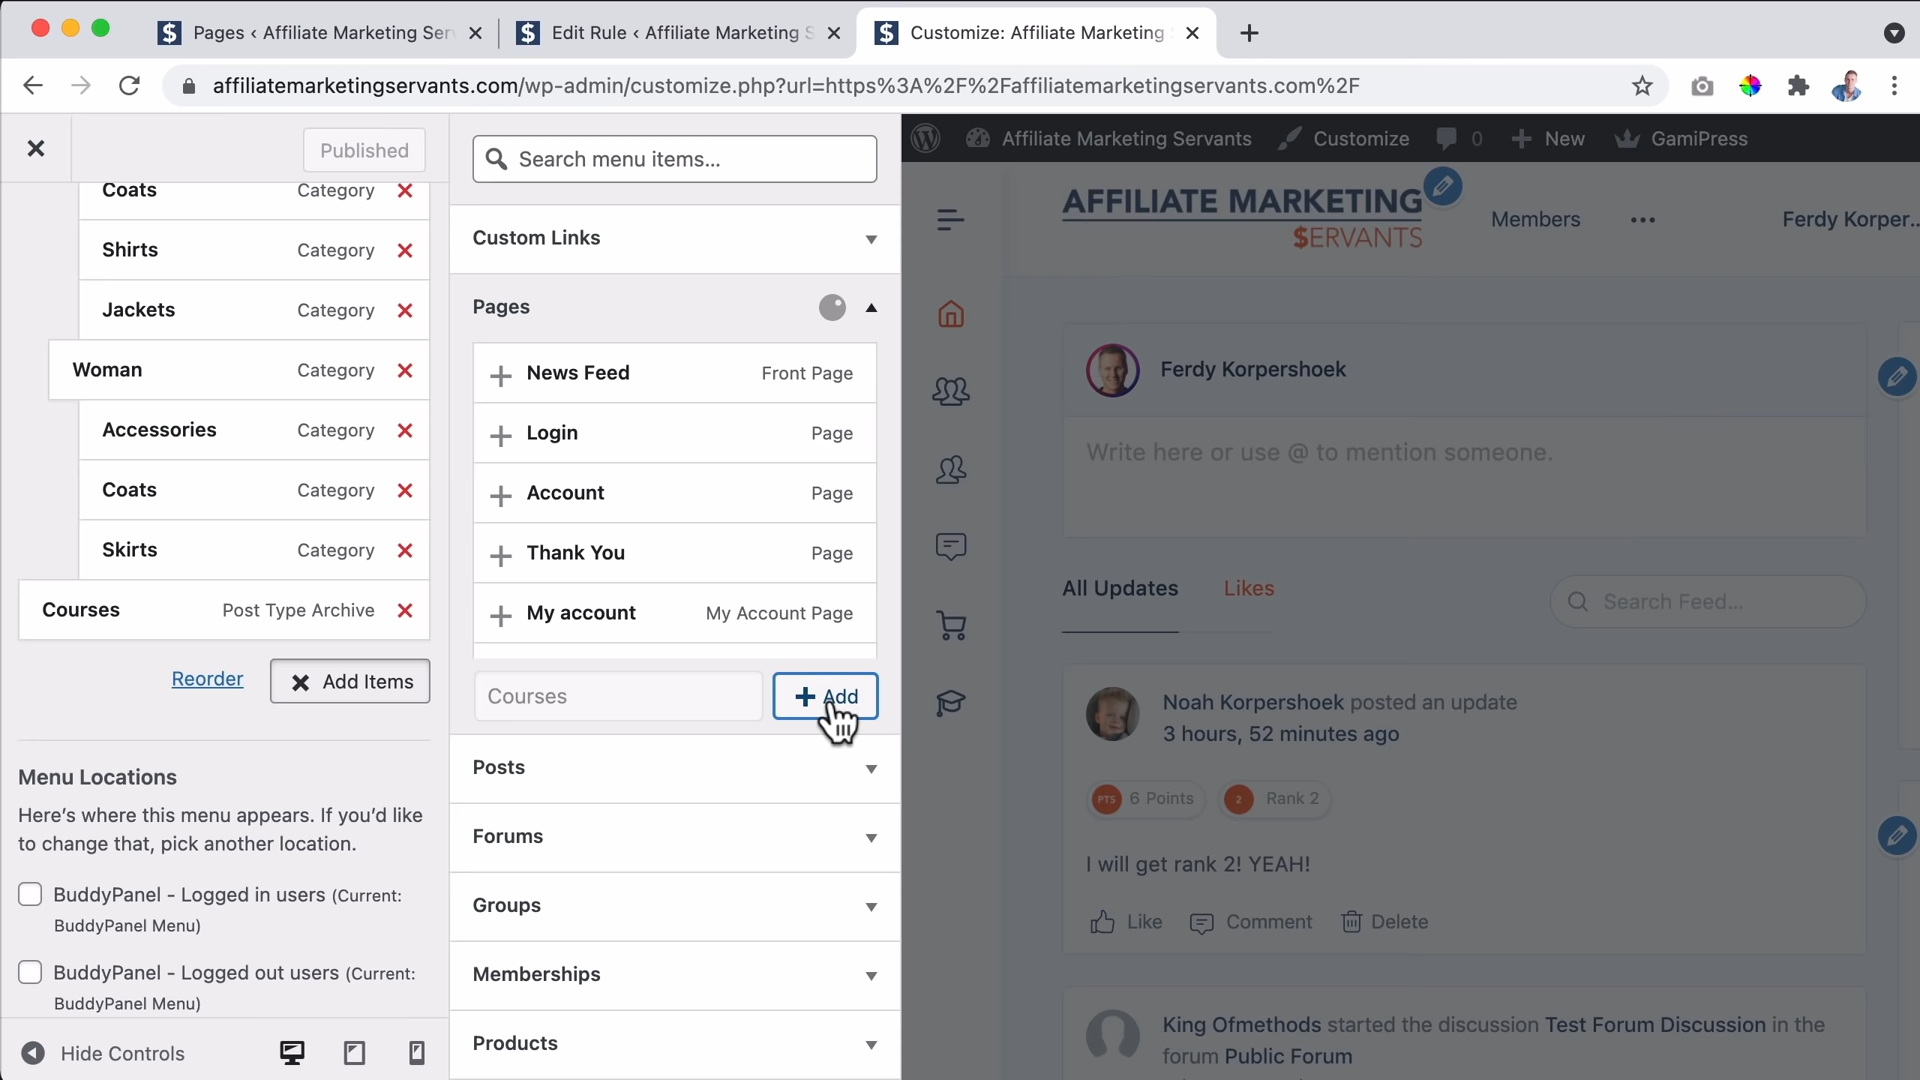 Pages ‹ Affiliate Marketing Ser
Edit Rule ‹ Affiliate Marketing S
Customize: Affiliate Marketing
affiliatemarketingservants.com/wp-admin/customize.php?url=https%3A%2F%2Faffiliatemarketingservants.com%2F
Published
Coats Category
Shirts Category
Jackets Category
Woman Category
Accessories Category
Coats Category
Skirts Category
Courses Post Type Archive
Reorder
Add Items
Menu Locations
Here's where this menu appears. If you'd like
to change that, pick another location.
BuddyPanel - Logged in users (Current:
BuddyPanel Menu)
BuddyPanel - Logged out users (Current:
BuddyPanel Menu)
Hide Controls
Search menu items...
Custom Links
Pages
News Feed Front Page
Login Page
Account Page
Thank You Page
My account My Account Page
Courses
Add
Posts
Forums
Groups
Memberships
Products
Affiliate Marketing Servants
Customize
0
New
GamiPress
AFFILIATE MARKETING
$ERVANTS
Members
Ferdy Korper...
Ferdy Korpershoek
Write here or use @ to mention someone.
All Updates
Likes
Search Feed...
Noah Korpershoek posted an update
3 hours, 52 minutes ago
PTS 6 Points
2 Rank 2
I will get rank 2! YEAH!
Like
Comment
Delete
King Ofmethods started the discussion Test Forum Discussion in the
forum Public Forum